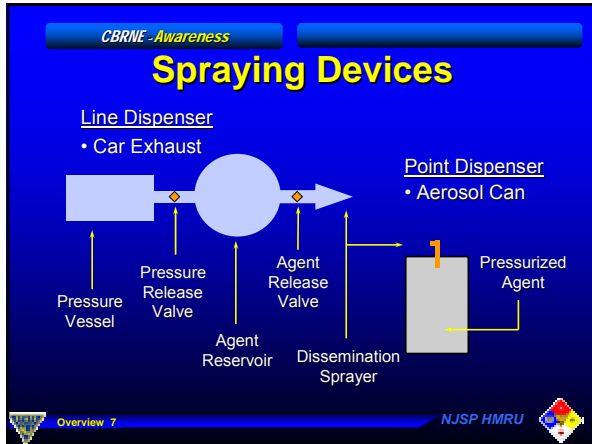 CBRNE - Awareness
Spraying Devices
Line Dispenser
• Car Exhaust
Point Dispenser
• Aerosol Can
Pressure
Vessel
Pressure
Release
Valve
Agent
Reservoir
Agent
Release
Valve
Dissemination
Sprayer
Pressurized
Agent
Overview 7
NJSP HMRU